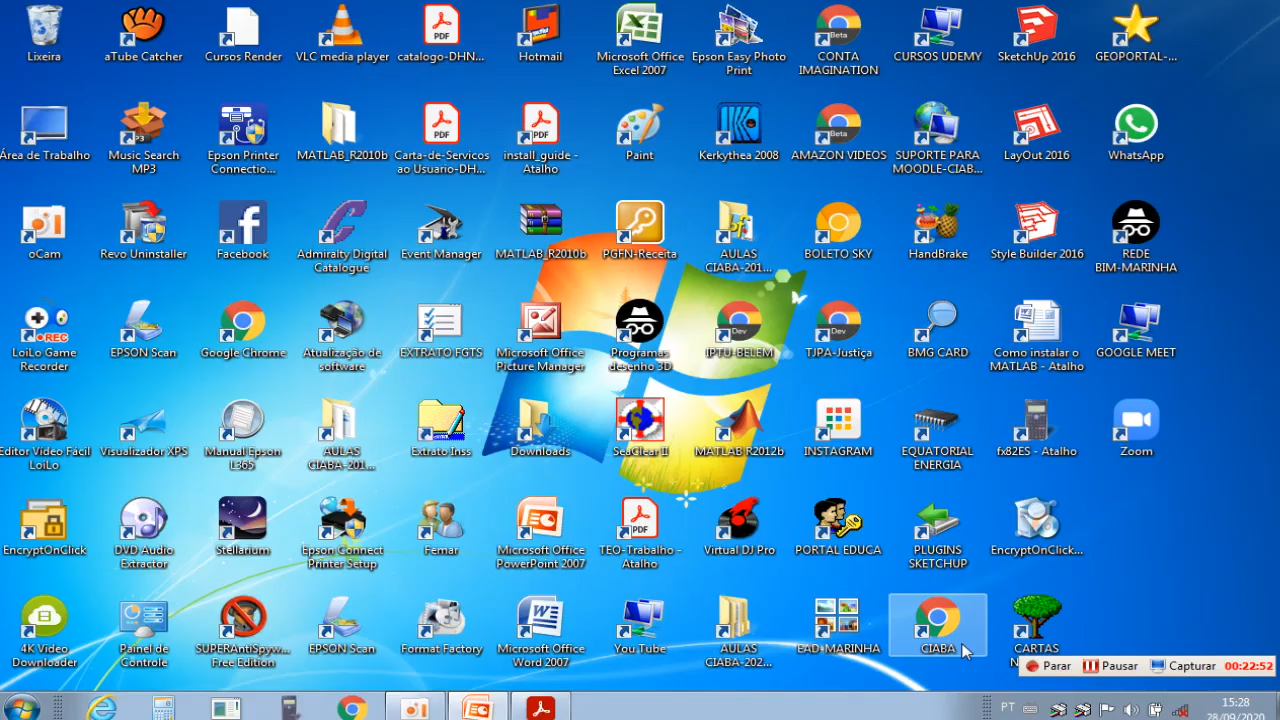 Lixeira
aTube Catcher
Cursos Render
VLC media player
catalogo-DHN...
Hotmail
Microsoft Office
Excel 2007
Epson Easy Photo
Print
CONTA
IMAGINATION
CURSOS UDEMY
SketchUp 2016
GEOPORTAL-...
Área de Trabalho
Music Search
MP3
Epson Printer
Connectio...
MATLAB_R2010b
Carta-de-Servicos
ao Usuario-DH...
install_guide -
Atalho
Paint
Kerkythea 2008
AMAZON VIDEOS
SUPORTE PARA
MOODLE-CIAB...
LayOut 2016
WhatsApp
oCam
Revo Uninstaller
Facebook
Admiralty Digital
Catalogue
Event Manager
MATLAB_R2010b
PGFN-Receita
AULAS
CIABA-201...
BOLETO SKY
HandBrake
Style Builder 2016
REDE
BIM-MARINHA
LoiLo Game
Recorder
EPSON Scan
Google Chrome
Atualização de
software
EXTRATO FGTS
Microsoft Office
Picture Manager
Programas
desenho 3D
IPTU-BELEM
TJPA-Justiça
BMG CARD
Como instalar o
MATLAB - Atalho
GOOGLE MEET
Editor Vídeo Fácil
LoiLo
Visualizador XPS
Manual Epson
L365
AULAS
CIABA-201...
Extrato Inss
Downloads
SeaClear II
MATLAB R2012b
INSTAGRAM
EQUATORIAL
ENERGIA
fx82ES - Atalho
Zoom
EncryptOnClick
DVD Audio
Extractor
Stellarium
Epson Connect
Printer Setup
Femar
Microsoft Office
PowerPoint 2007
TEO-Trabalho -
Atalho
Virtual DJ Pro
PORTAL EDUCA
PLUGINS
SKETCHUP
EncryptOnClick...
4K Video
Downloader
Painel de
Controle
SUPERAntiSpyw...
Free Edition
EPSON Scan
Format Factory
Microsoft Office
Word 2007
You Tube
AULAS
CIABA-202...
EAD-MARINHA
CIABA
CARTAS
Parar Pausar Capturar 00:22:52
PT
15:28
28/09/2020